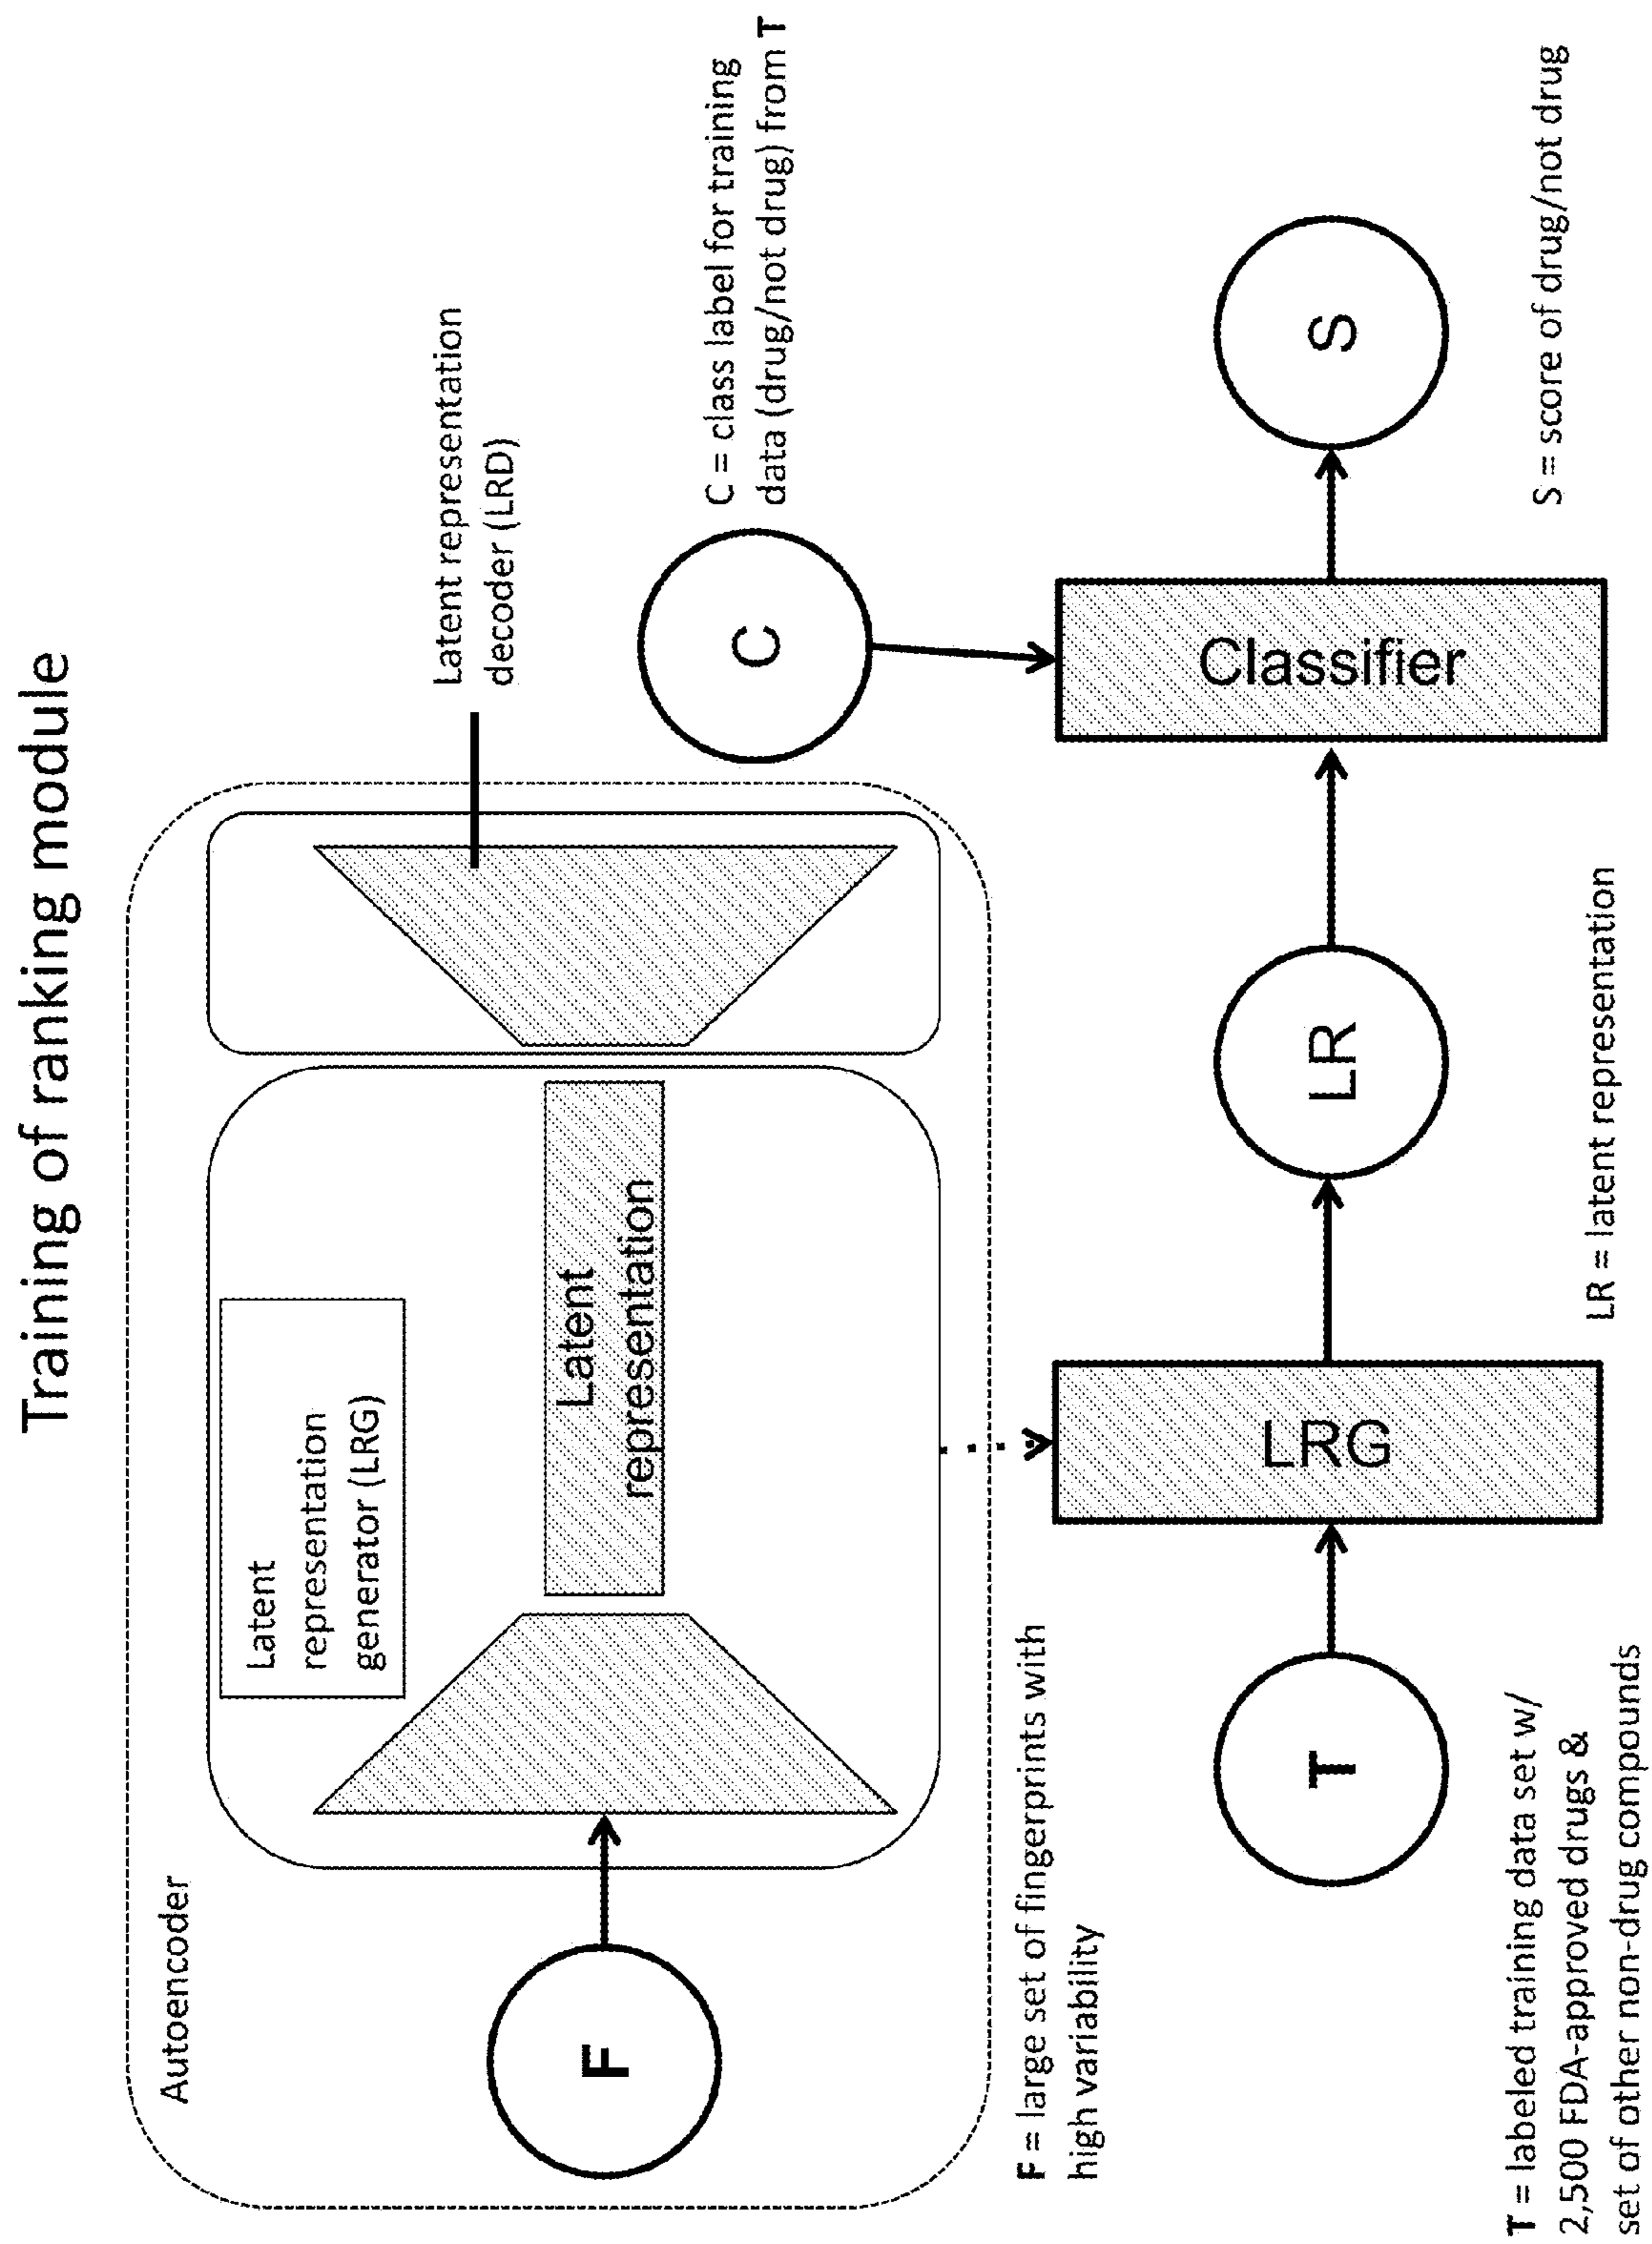 Training of ranking module
Autoencoder
Latent
representation
generator (LRG)
Latent representation
decoder (LRD)
F
Latent
representation
C
C = class label for training
data (drug/not drug) from T
F = large set of fingerprints with
high variability
T
LRG
LR
Classifier
S
T = labeled training data set w/
2,500 FDA-approved drugs &
set of other non-drug compounds
LR = latent representation
S = score of drug/not drug